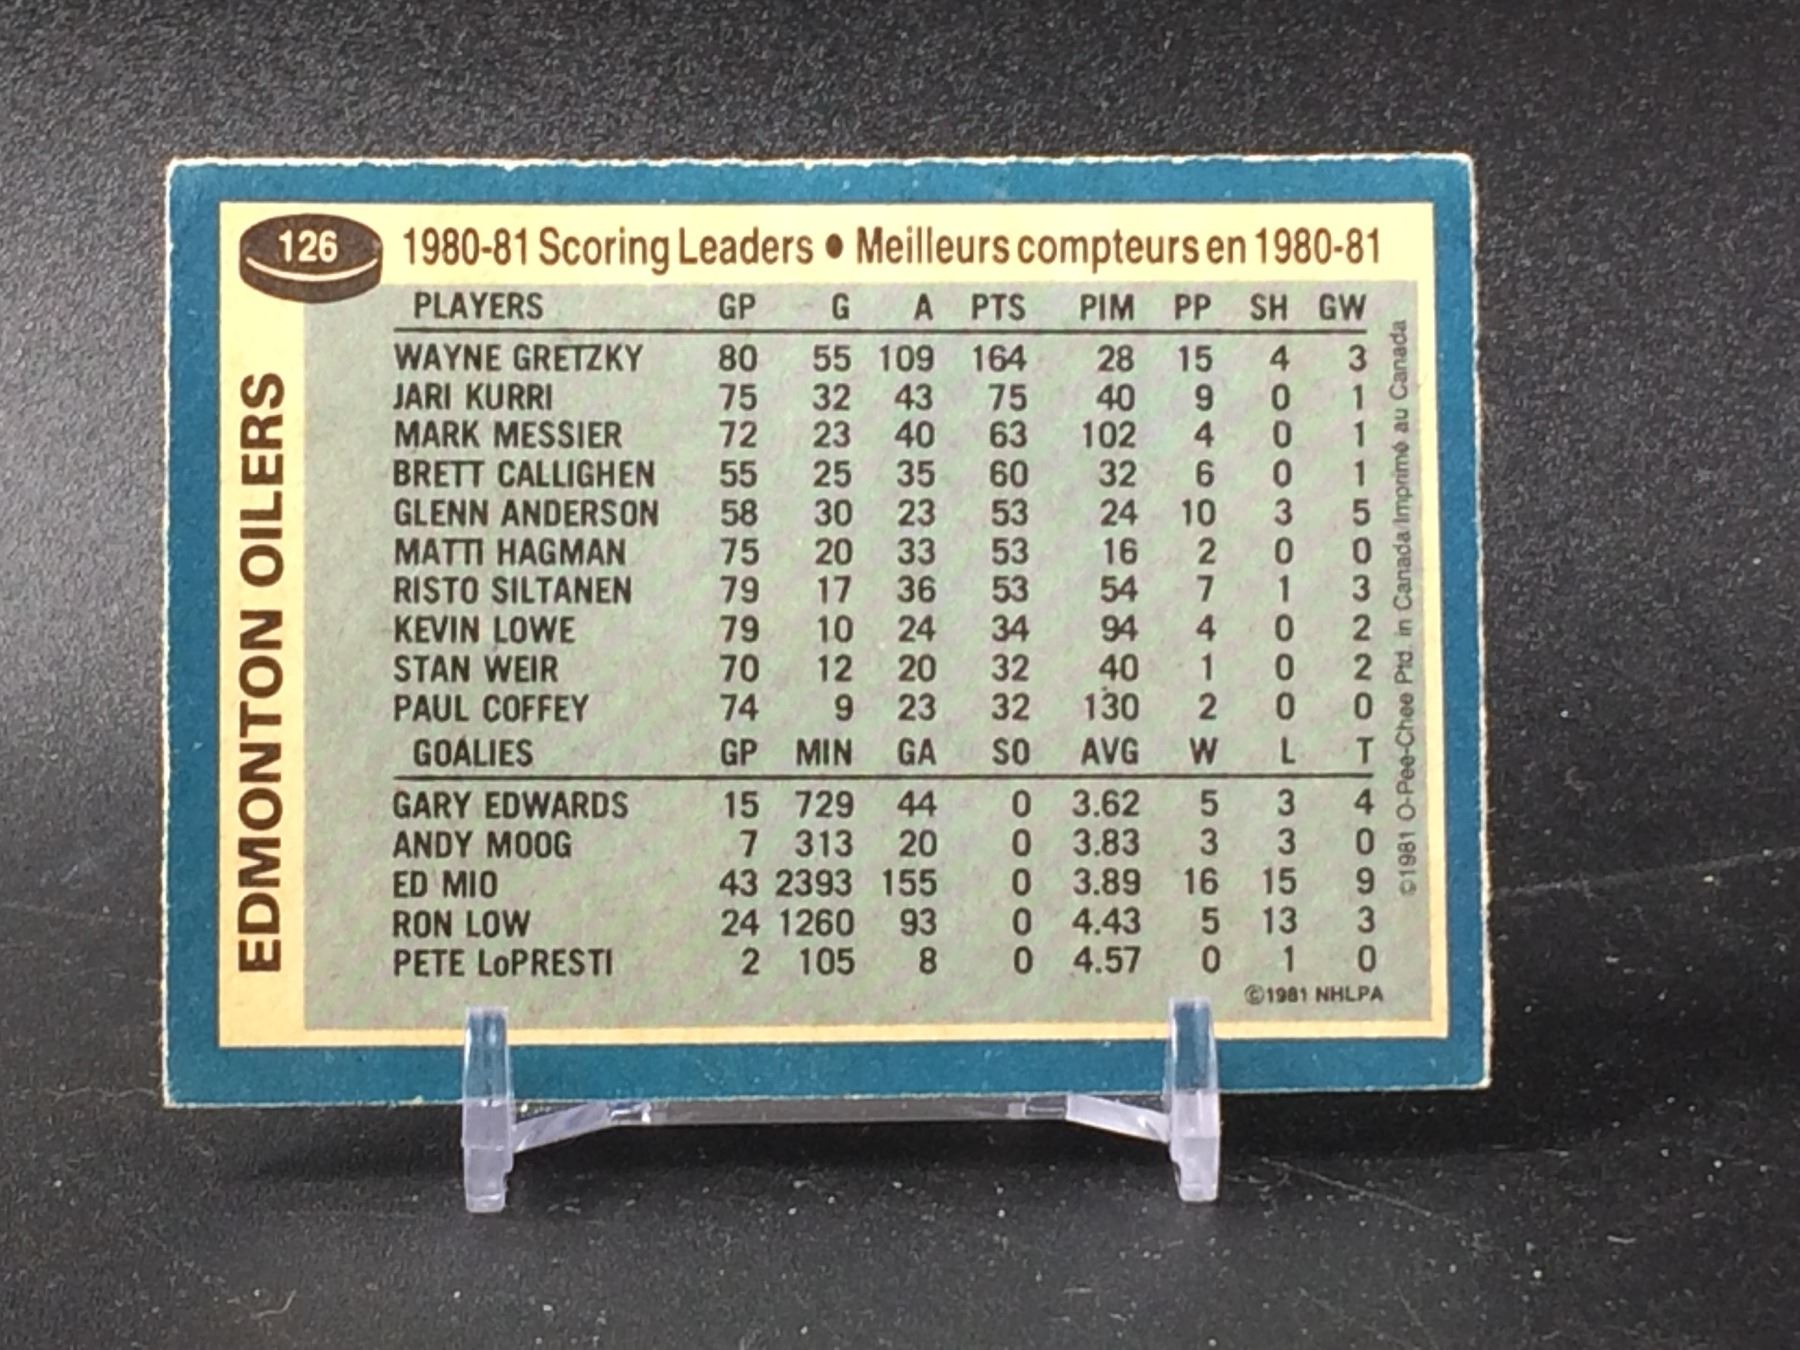 126
1980-81 Scoring Leaders • Meilleurs compteurs en 1980-81
EDMONTON OILERS
PLAYERS GP G A PTS PIM PP SH GW
WAYNE GRETZKY 80 55 109 164 28 15 4 3
JARI KURRI 75 32 43 75 40 9 0 1
MARK MESSIER 72 23 40 63 102 4 0 1
BRETT CALLIGHEN 55 25 35 60 32 6 0 1
GLENN ANDERSON 58 30 23 53 24 10 3 5
MATTI HAGMAN 75 20 33 53 16 2 0 0
RISTO SILTANEN 79 17 36 53 54 7 1 3
KEVIN LOWE 79 10 24 34 94 4 0 2
STAN WEIR 70 12 20 32 40 1 0 2
PAUL COFFEY 74 9 23 32 130 2 0 0
GOALIES GP MIN GA SO AVG W L T
GARY EDWARDS 15 729 44 0 3.62 5 3 4
ANDY MOOG 7 313 20 0 3.83 3 3 0
ED MIO 43 2393 155 0 3.89 16 15 9
RON LOW 24 1260 93 0 4.43 5 13 3
PETE LoPRESTI 2 105 8 0 4.57 0 1 0
©1981 NHLPA
©1981 O-Pee-Chee Ptd. in Canada/Imprimé au Canada